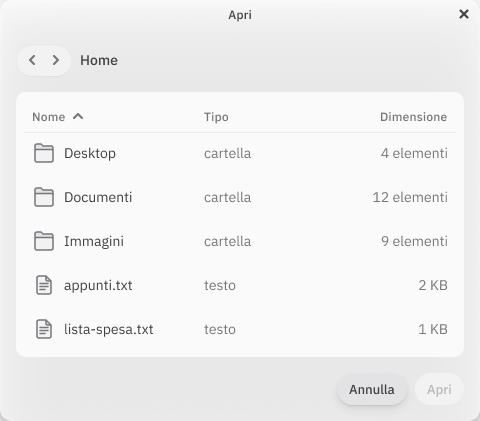 Apri
Home
Nome Tipo Dimensione
Desktop cartella 4 elementi
Documenti cartella 12 elementi
Immagini cartella 9 elementi
appunti.txt testo 2 KB
lista-spesa.txt testo 1 KB
Annulla Apri